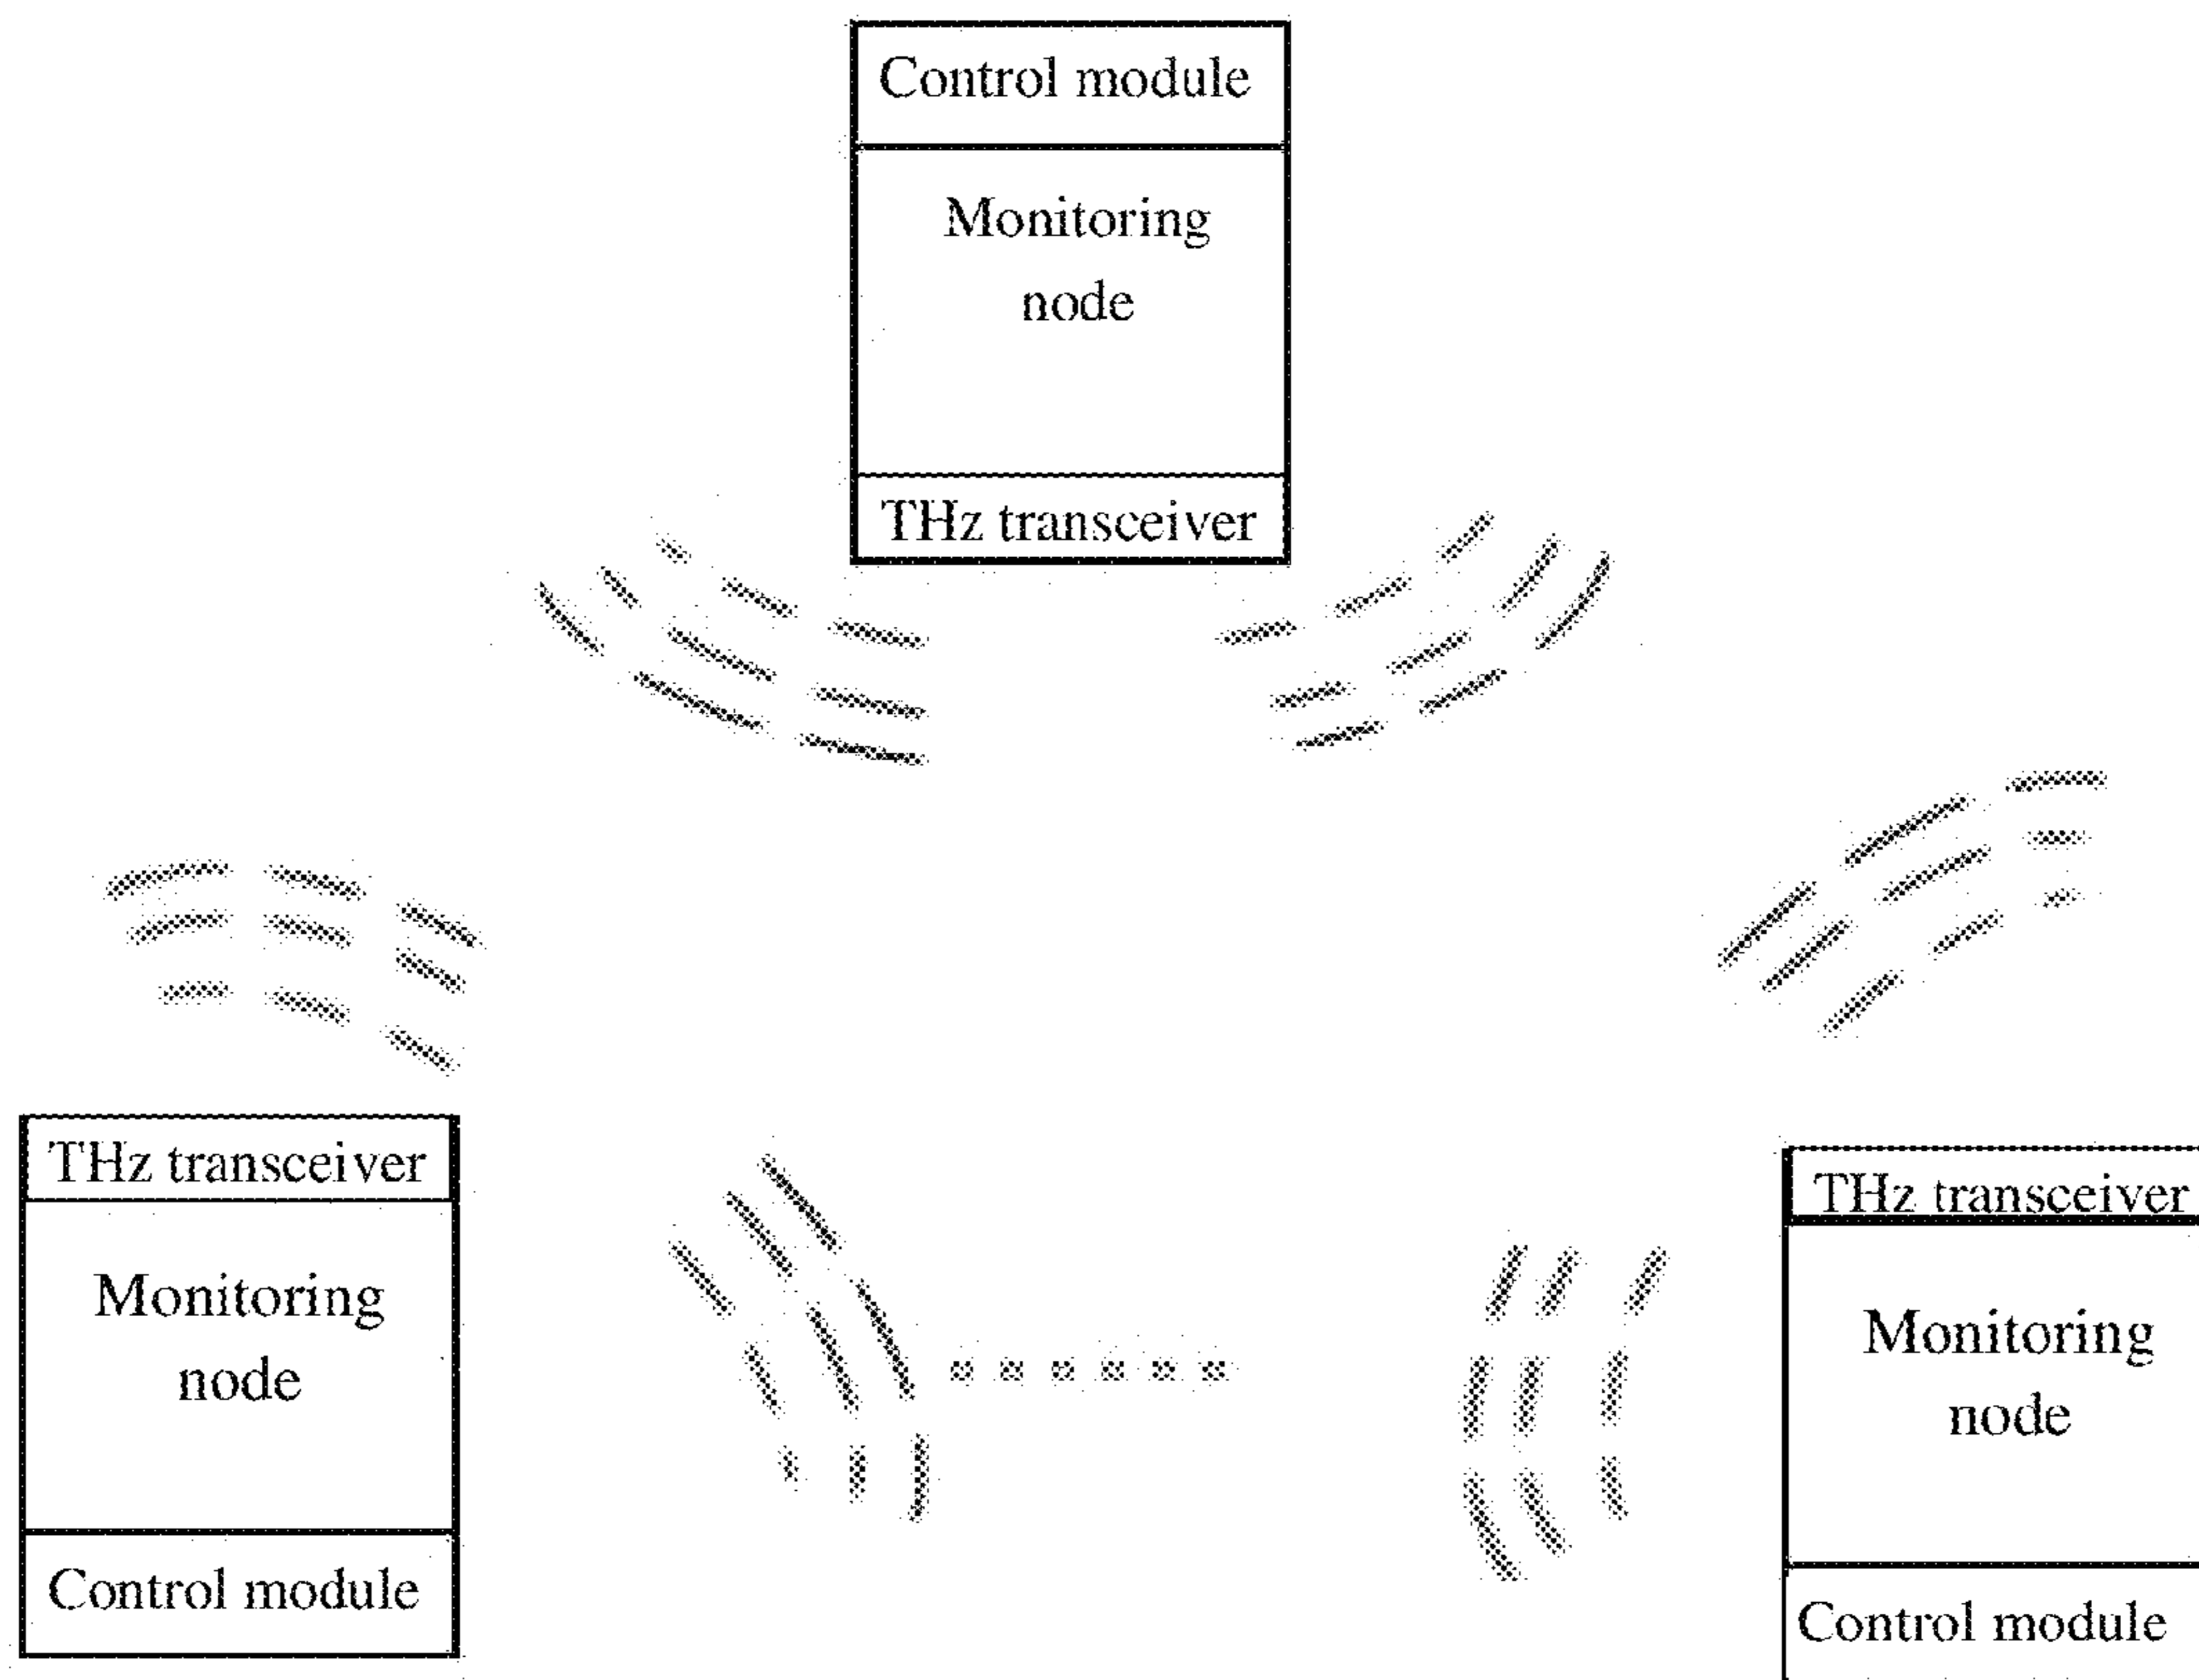 Control module
Monitoring
node
THz transceiver
THz transceiver
Monitoring
node
Control module
THz transceiver
Monitoring
node
Control module